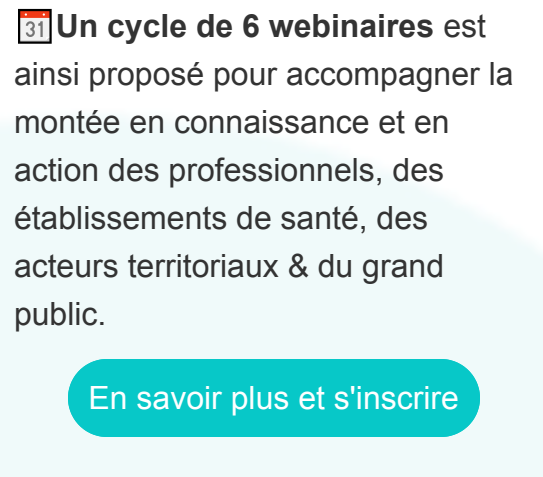 📅Un cycle de 6 webinaires est
ainsi proposé pour accompagner la
montée en connaissance et en
action des professionnels, des
établissements de santé, des
acteurs territoriaux & du grand
public.
En savoir plus et s'inscrire